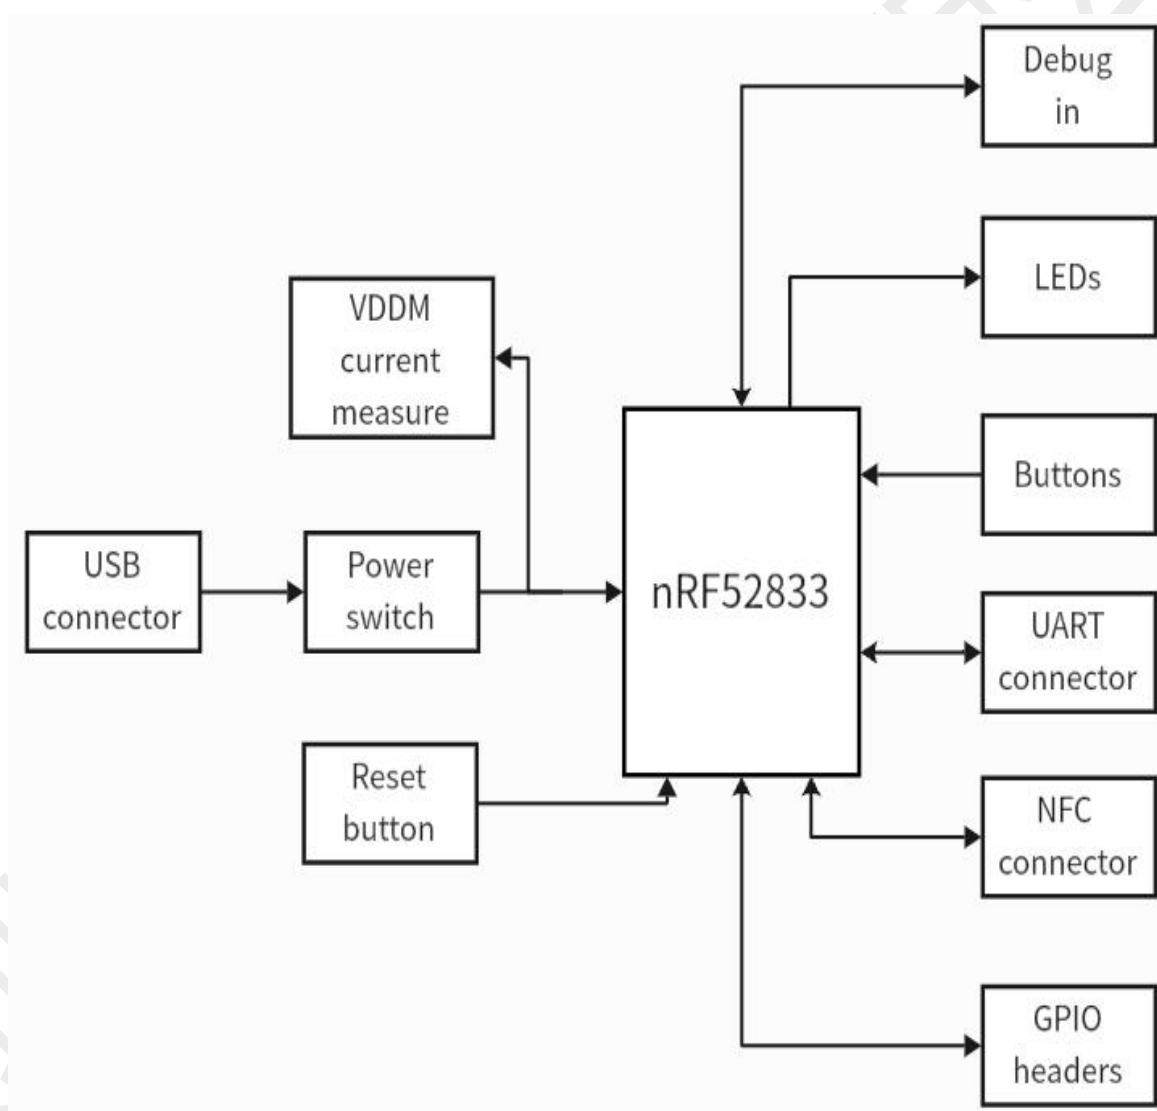 Debug
in
LEDs
VDDM
current
measure
Buttons
USB
connector
Power
switch
nRF52833
UART
connector
Reset
button
NFC
connector
GPIO
headers